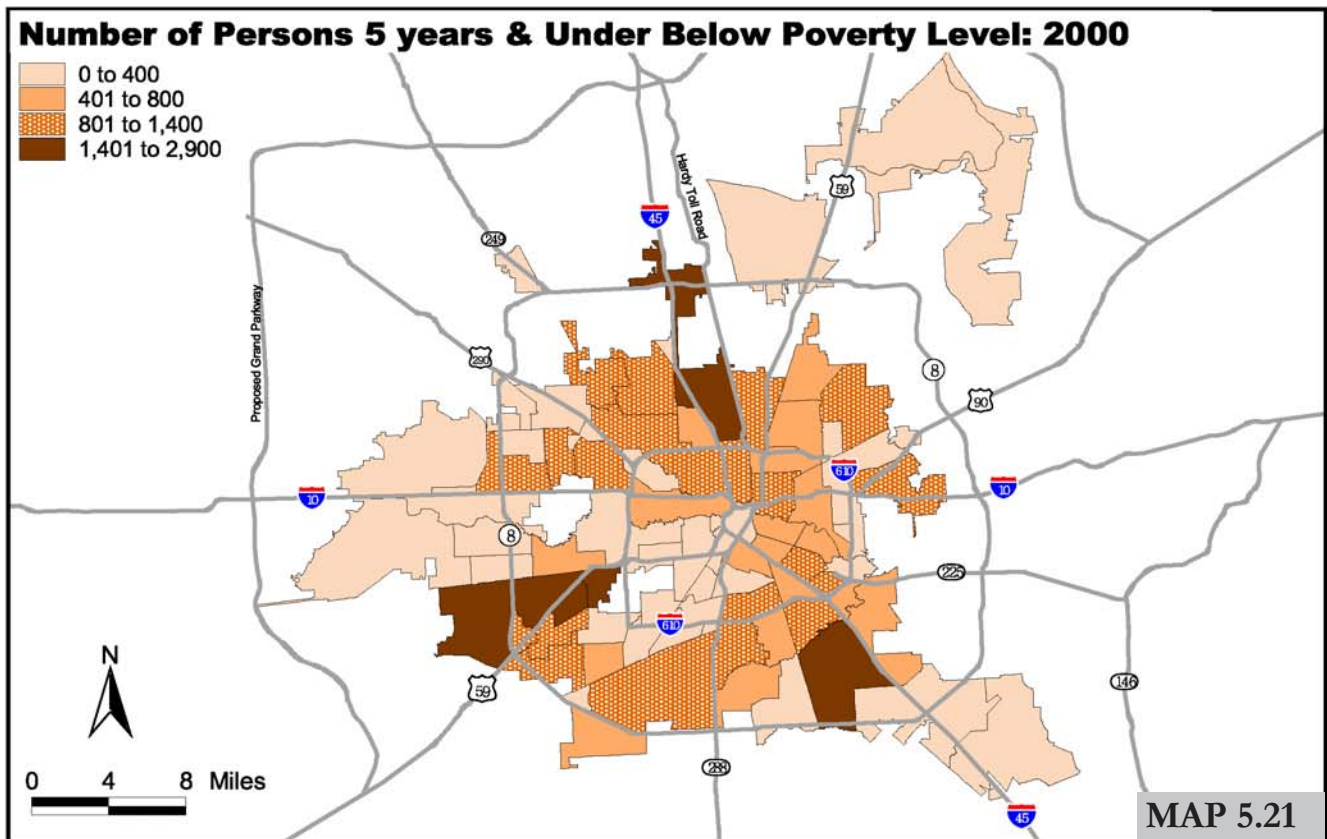 Number of Persons 5 years & Under Below Poverty Level: 2000
0 to 400
401 to 800
801 to 1,400
1,401 to 2,900
Hardy Toll Road
59
45
249
Proposed Grand Parkway
290
8
90
610
10
10
8
225
610
59
146
288
45
N
0 4 8 Miles
MAP 5.21